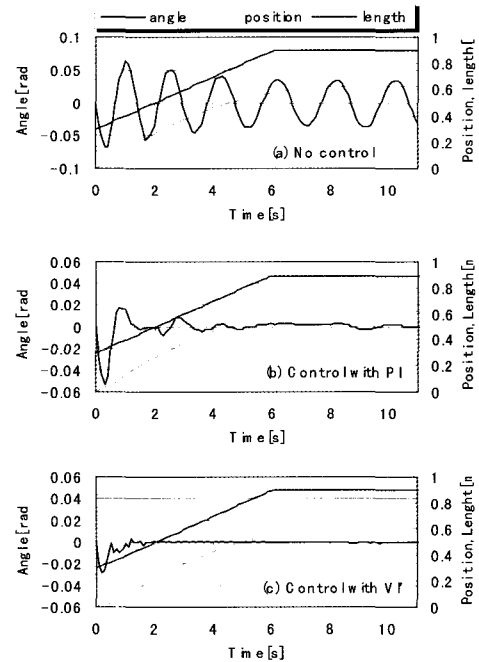 angle position length
0.1 1
0.05 0.8
0 0.6
-0.05 0.4
0.2
-0.1 0
Angle[rad
Position, length[
(a) No control
0 2 4 6 8 10
Time[s]
0.06 1
0.04 0.8
0.02
0 0.6
-0.02 0.4
-0.04 0.2
-0.06 0
Angle[rad
Position, Length[n
(b) Control with PI
0 2 4 6 8 10
Time[s]
0.06 1
0.04 0.8
0.02
0 0.6
-0.02 0.4
-0.04 0.2
-0.06 0
Angle[rad
Position, Lenght[n
(c) Control with
0 2 4 6 8 10
Time[s]